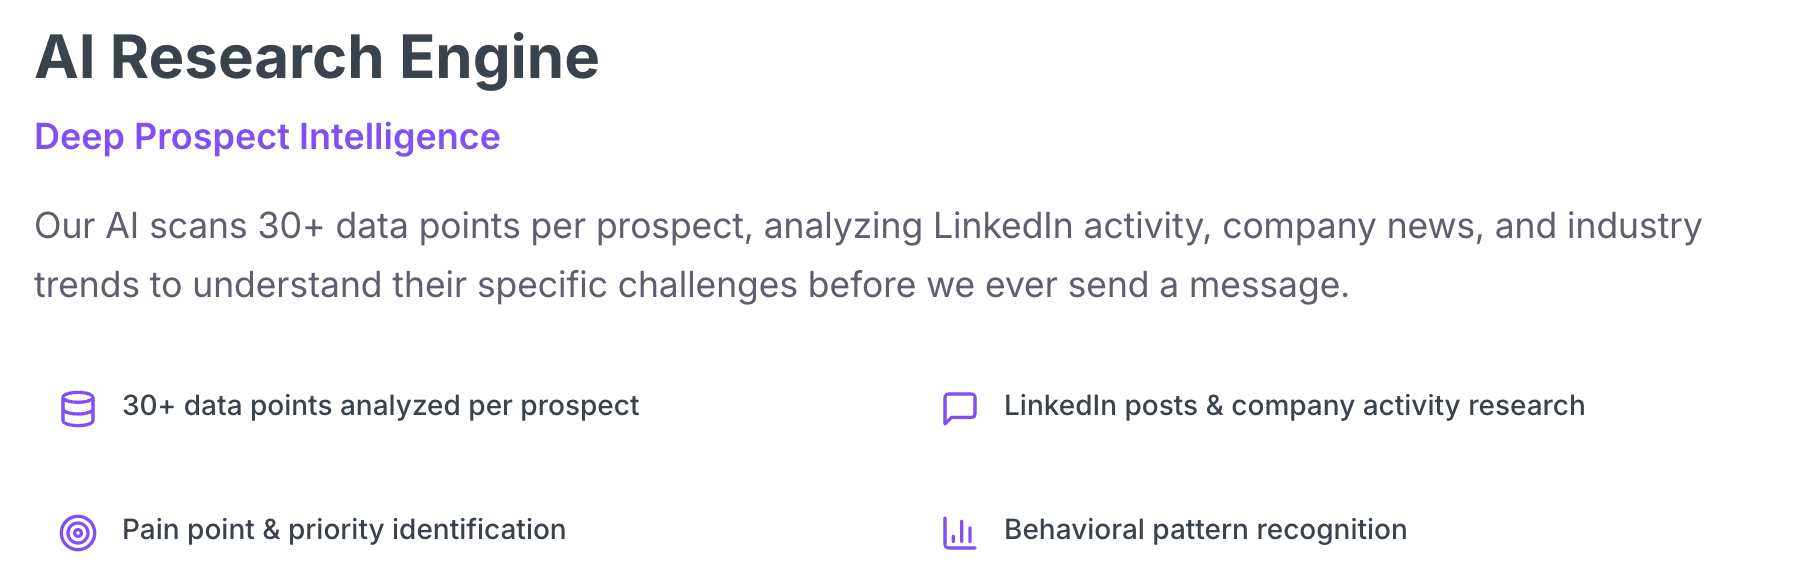 AI Research Engine
Deep Prospect Intelligence
Our AI scans 30+ data points per prospect, analyzing LinkedIn activity, company news, and industry
trends to understand their specific challenges before we ever send a message.
30+ data points analyzed per prospect
LinkedIn posts & company activity research
Pain point & priority identification
Behavioral pattern recognition